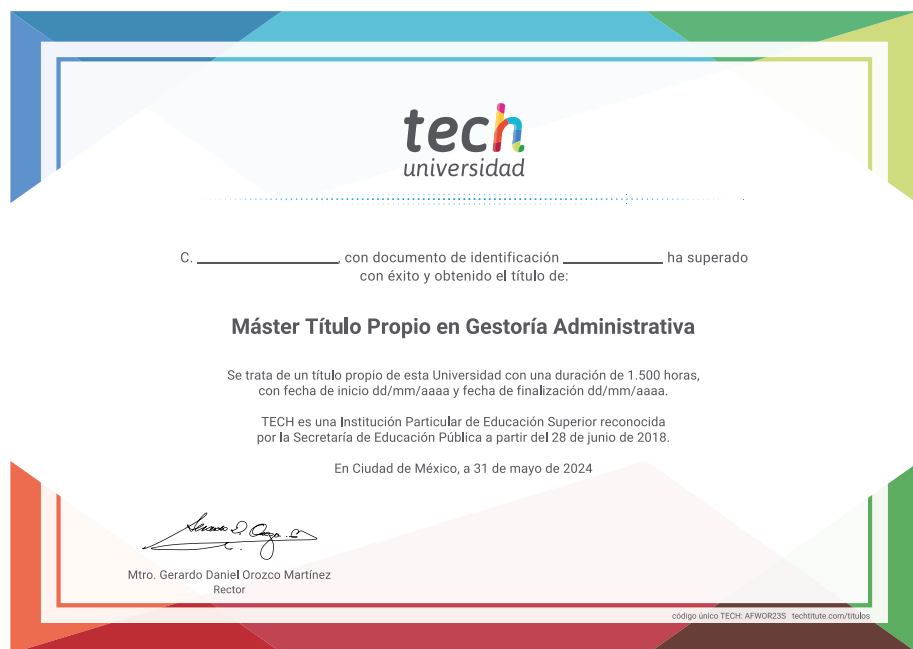 tech
universidad
C. ____________________, con documento de identificación ______________ ha superado
con éxito y obtenido el título de:
Máster Título Propio en Gestoría Administrativa
Se trata de un título propio de esta Universidad con una duración de 1.500 horas,
con fecha de inicio dd/mm/aaaa y fecha de finalización dd/mm/aaaa.
TECH es una Institución Particular de Educación Superior reconocida
por la Secretaría de Educación Pública a partir del 28 de junio de 2018.
En Ciudad de México, a 31 de mayo de 2024
Mtro. Gerardo Daniel Orozco Martínez
Rector
código único TECH: AFWOR23S techtitute.com/titulos